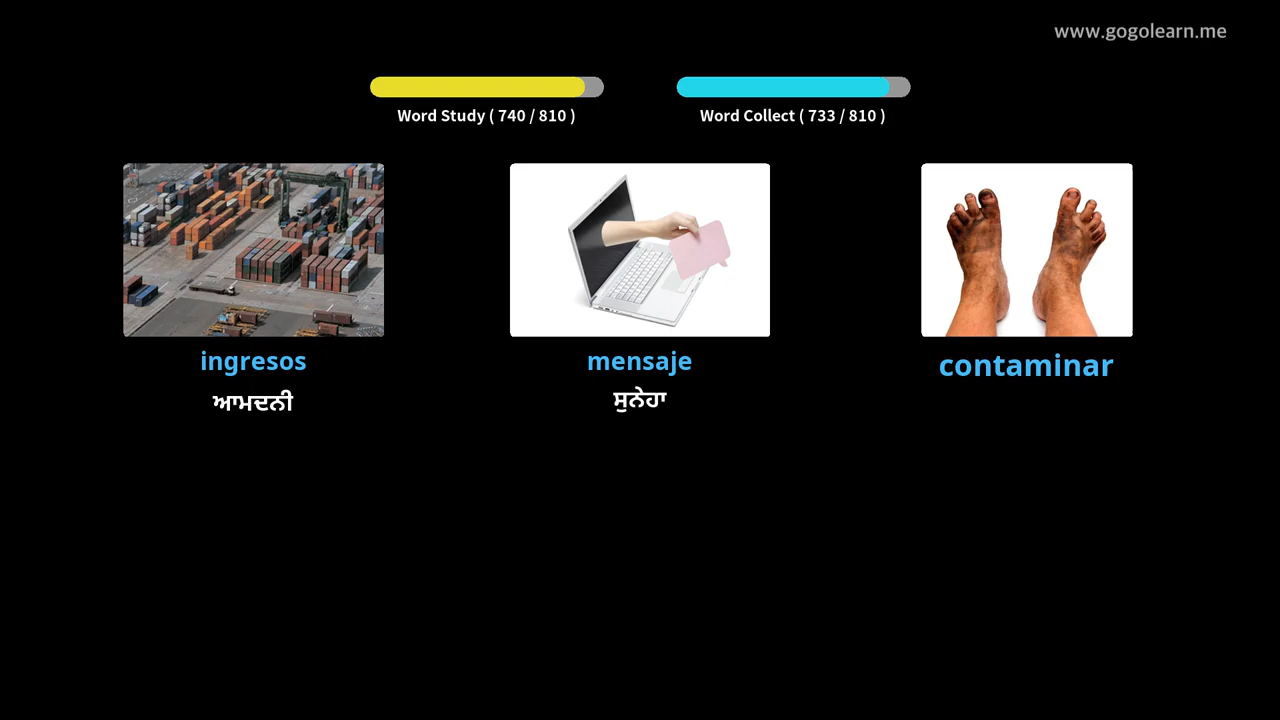 www.gogolearn.me
Word Study ( 740 / 810 )
Word Collect ( 733 / 810 )
ingresos
ਆਮਦਨੀ
mensaje
ਸੁਨੇਹਾ
contaminar